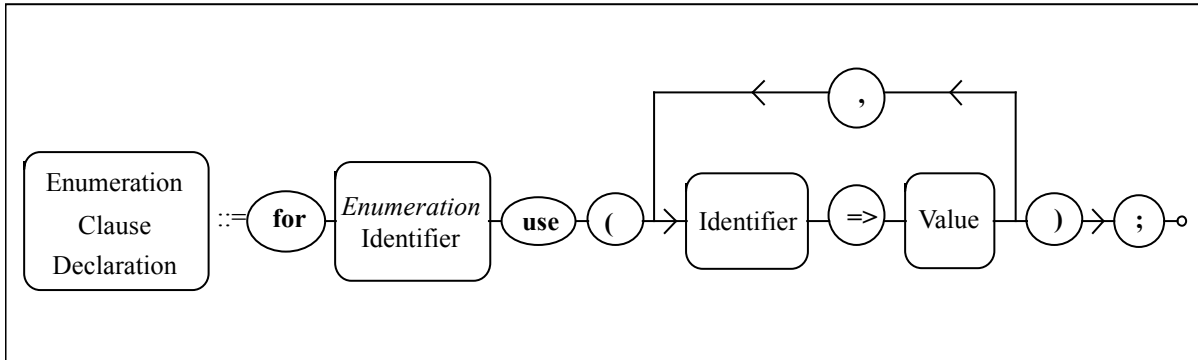 ,
Enumeration
Clause
Declaration
::=
for
Enumeration
Identifier
use
(
Identifier
=>
Value
)
;